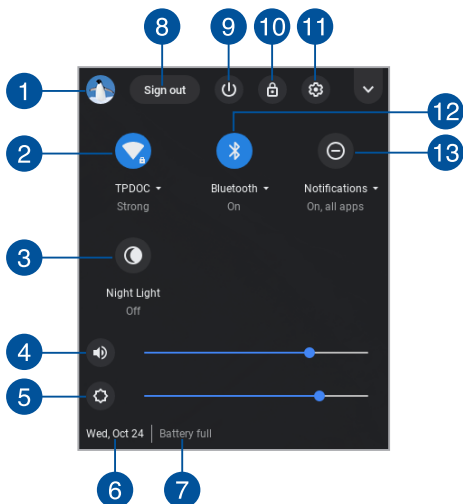 8
9
10
11
1
Sign out
12
2
13
TPDOC
Bluetooth
Notifications
Strong
On
On, all apps
3
Night Light
Off
4
5
Wed, Oct 24
Battery full
6
7